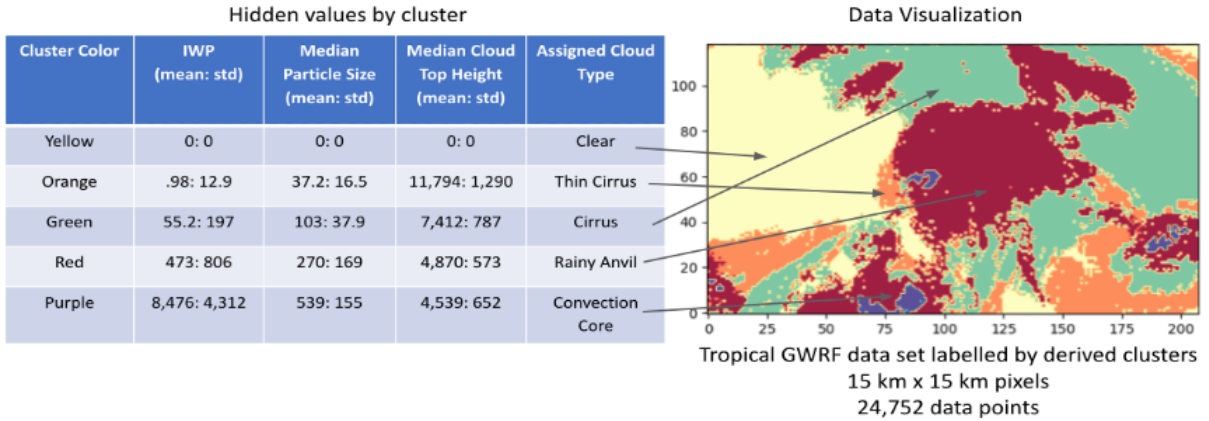 Hidden values by cluster
Data Visualization
Cluster Color
IWP
(mean: std)
Median
Particle Size
(mean: std)
Median Cloud
Top Height
(mean: std)
Assigned Cloud
Type
Yellow
0: 0
0: 0
0: 0
Clear
Orange
.98: 12.9
37.2: 16.5
11,794: 1,290
Thin Cirrus
Green
55.2: 197
103: 37.9
7,412: 787
Cirrus
Red
473: 806
270: 169
4,870: 573
Rainy Anvil
Purple
8,476: 4,312
539: 155
4,539: 652
Convection
Core
100
80
60
40
20
0
0 25 50 75 100 125 150 175 200
Tropical GWRF data set labelled by derived clusters
15 km x 15 km pixels
24,752 data points